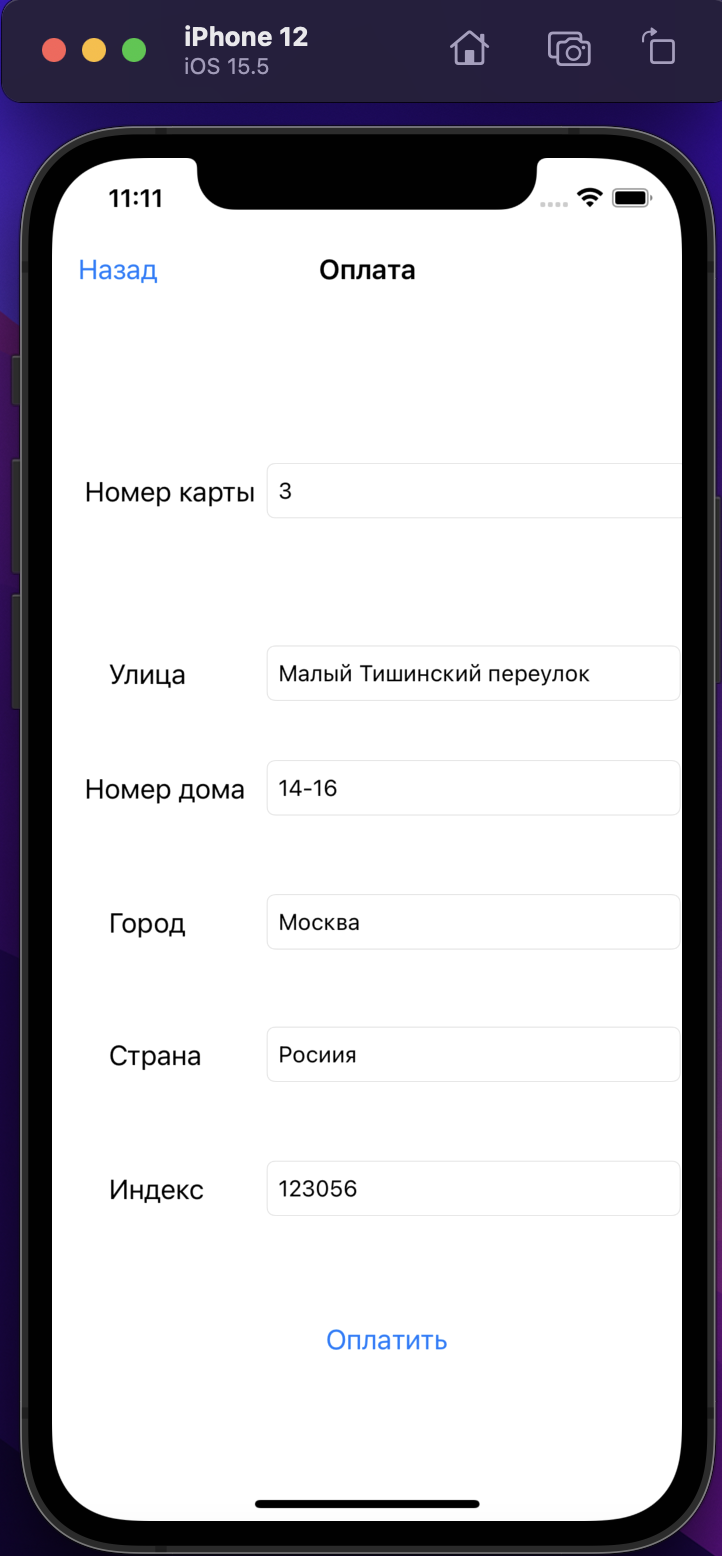 iPhone 12
iOS 15.5
11:11
Назад
Оплата
Номер карты
3
Улица
Малый Тишинский переулок
Номер дома
14-16
Город
Москва
Страна
Росиия
Индекс
123056
Оплатить